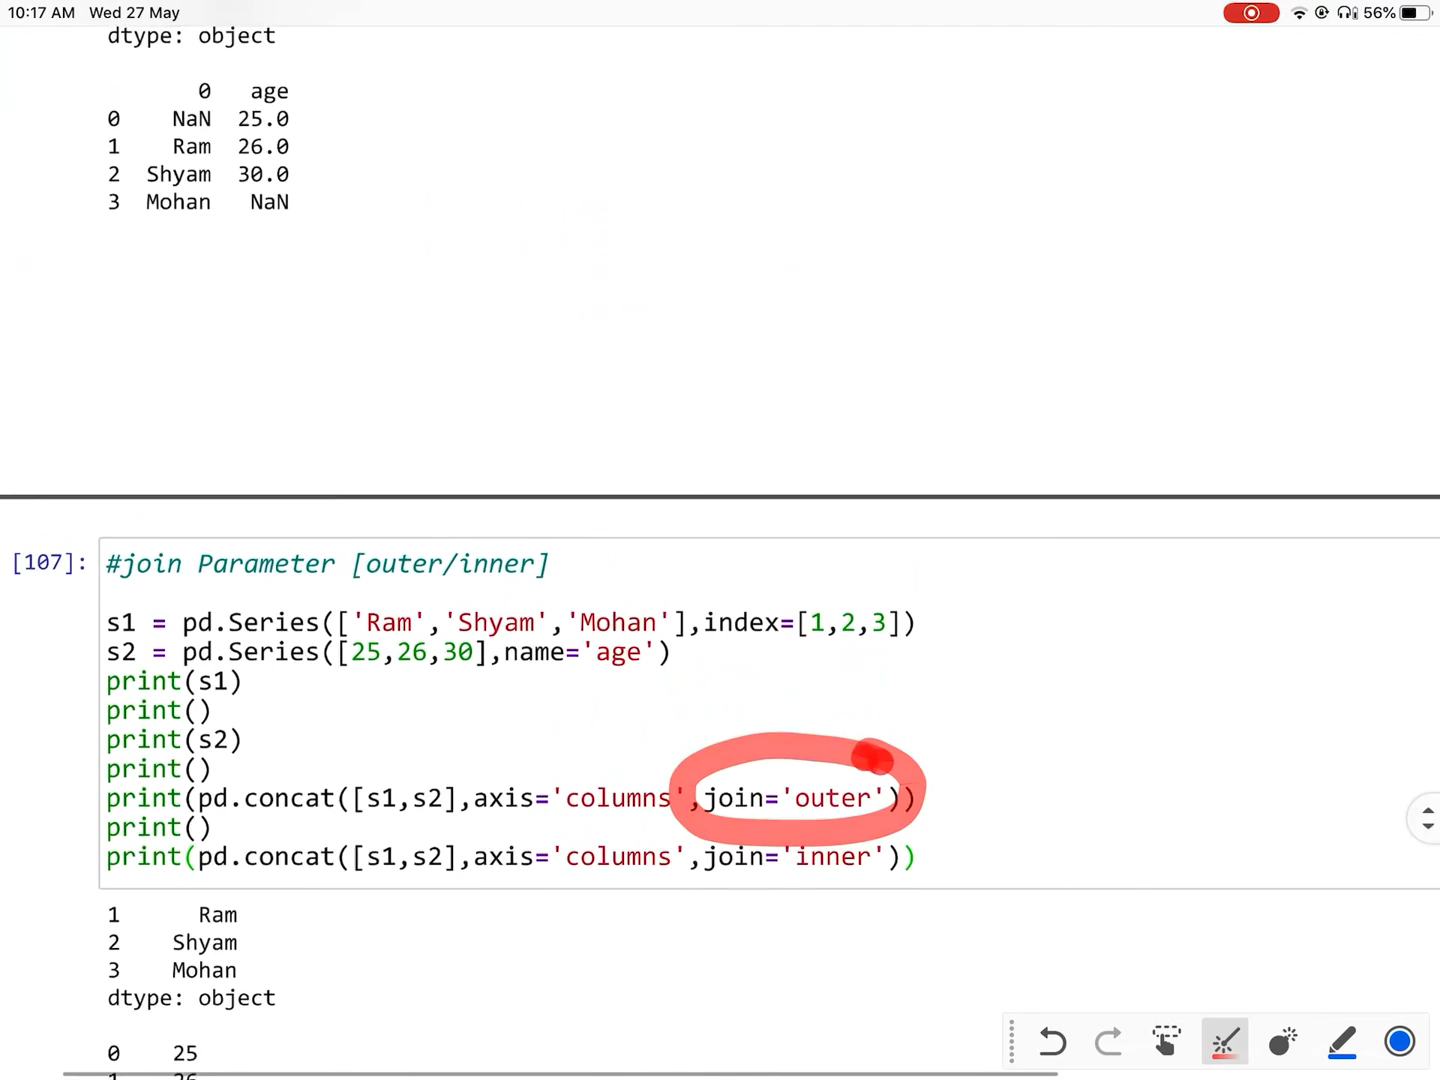 10:17 AM Wed 27 May
56%
dtype: object
0 age
0 NaN 25.0
1 Ram 26.0
2 Shyam 30.0
3 Mohan NaN
[107]:
#join Parameter [outer/inner]
s1 = pd.Series(['Ram','Shyam','Mohan'],index=[1,2,3])
s2 = pd.Series([25,26,30],name='age')
print(s1)
print()
print(s2)
print()
print(pd.concat([s1,s2],axis='columns',join='outer'))
print()
print(pd.concat([s1,s2],axis='columns',join='inner'))
1 Ram
2 Shyam
3 Mohan
dtype: object
0 25